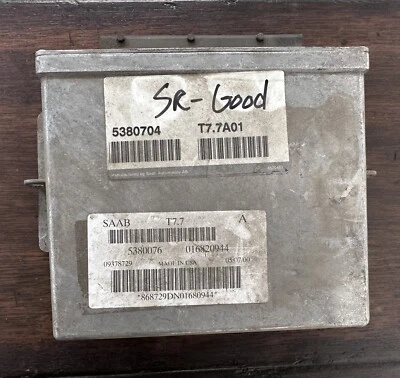 SR-Good
5380704 T7.7A01
SAAB T7.7 A
5380076 016820944
09378729 MADE IN USA 05/07/00
*868729DN01680944*